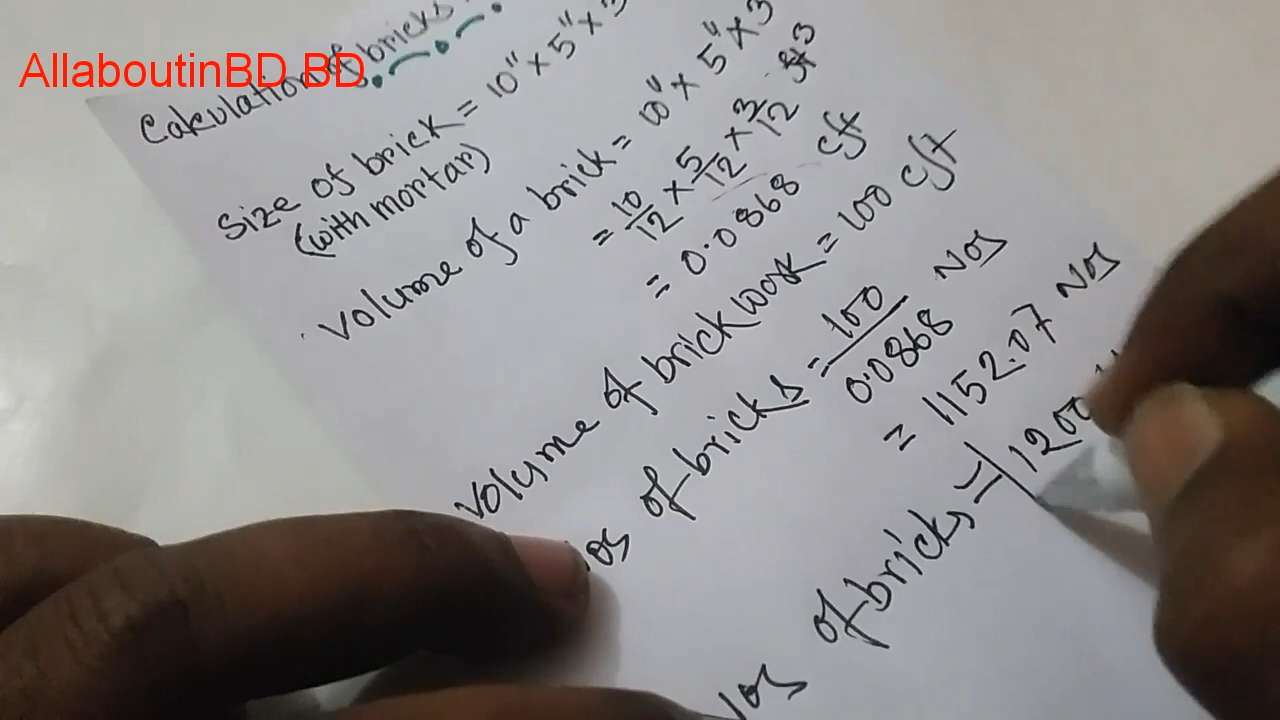 AllaboutinBD BD
Calculation of bricks
Size of brick = 10" × 5" × 3
(with mortar)
Volume of a brick = 10" × 5" × 3
= 10/12 × 5/12 × 3/12 ft3
= 0.0868 cft
Volume of brickwork = 100 cft
os of bricks = 100/0.0868 Nos
= 1152.07 Nos
Nos of bricks = 1200